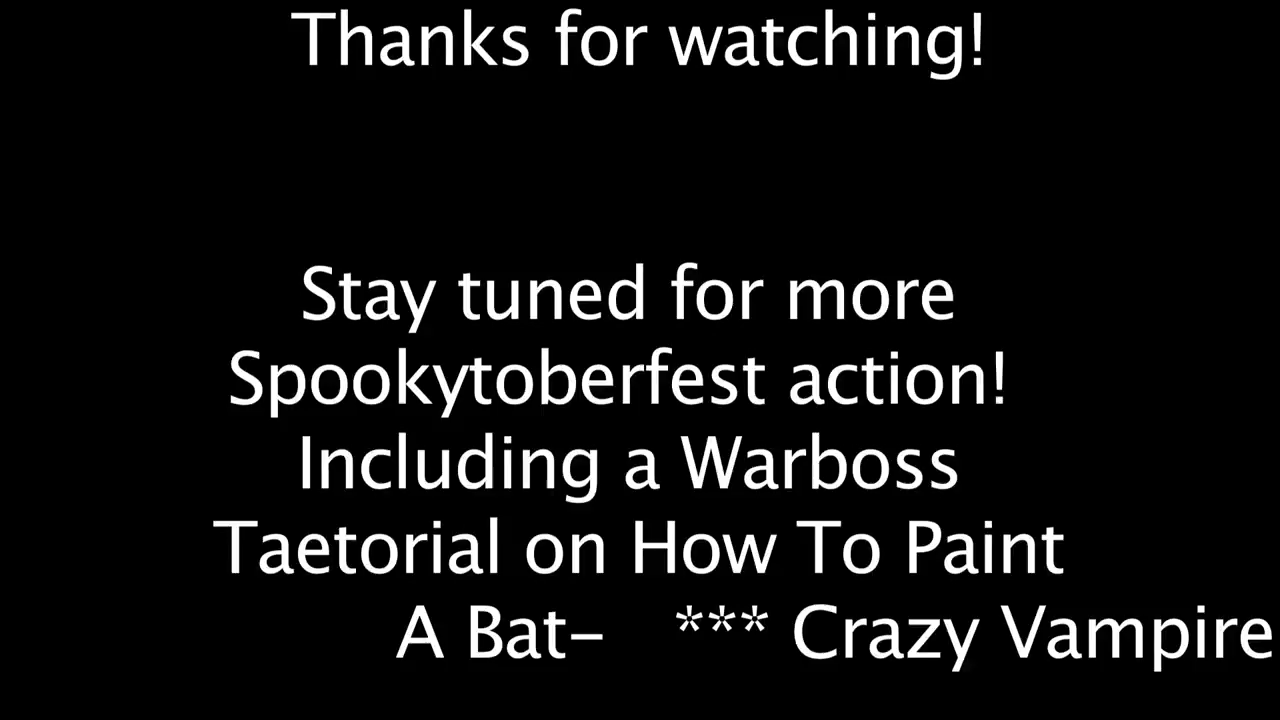 Thanks for watching!
Stay tuned for more
Spookytoberfest action!
Including a Warboss
Taetorial on How To Paint
A Bat– *** Crazy Vampire